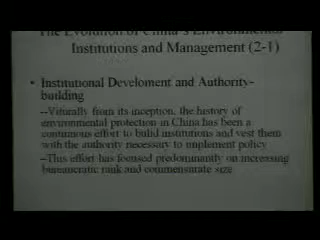 The Evolution of China's Environmental
Institutions and Management (2-1)
• Institutional Develoment and Authority-
building
--Viturally from its inception, the history of
environmental protection in China has been a
continuous effort to build institutions and vest them
with the authority necessary to implement policy
--This effort has focused predominantly on increasing
bureaucratic rank and commensurate size